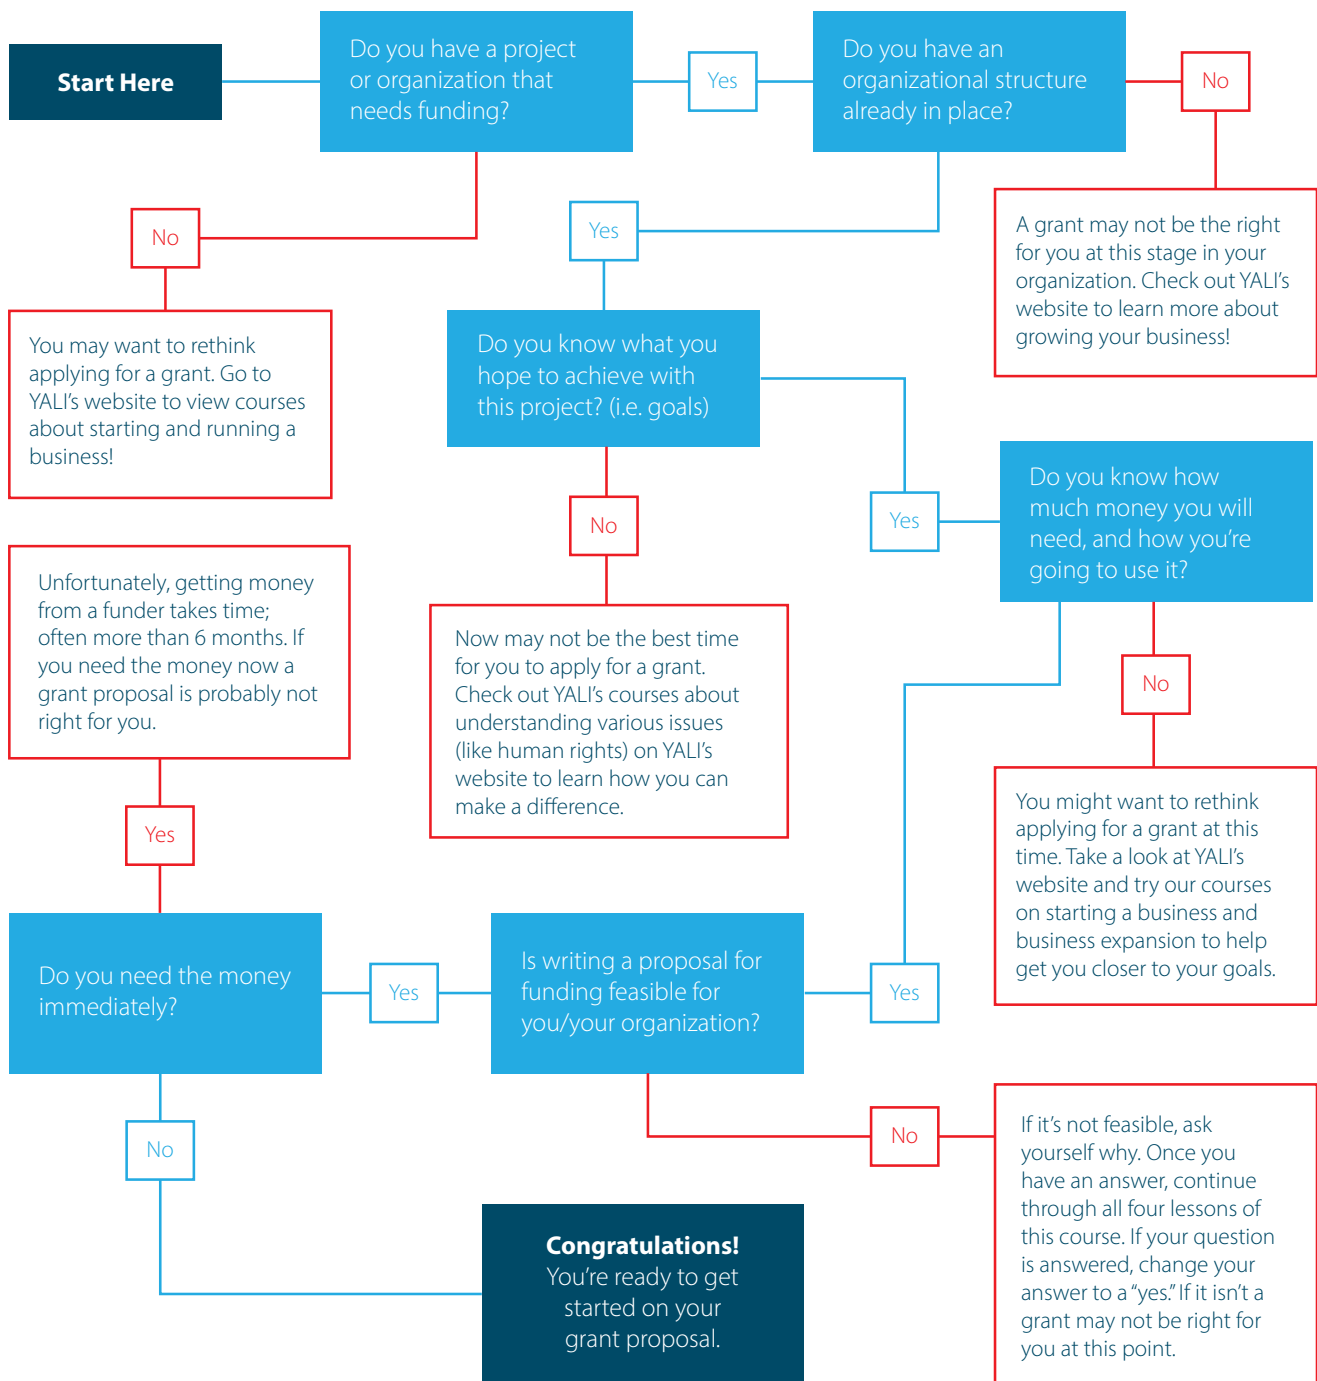 Start Here
Do you have a project
or organization that
needs funding?
Yes
Do you have an
organizational structure
already in place?
No
A grant may not be the right
for you at this stage in your
organization. Check out YALI’s
website to learn more about
growing your business!
No
You may want to rethink
applying for a grant. Go to
YALI’s website to view courses
about starting and running a
business!
Yes
Do you know what you
hope to achieve with
this project? (i.e. goals)
No
Now may not be the best time
for you to apply for a grant.
Check out YALI’s courses about
understanding various issues
(like human rights) on YALI’s
website to learn how you can
make a difference.
Yes
Do you know how
much money you will
need, and how you’re
going to use it?
No
You might want to rethink
applying for a grant at this
time. Take a look at YALI’s
website and try our courses
on starting a business and
business expansion to help
get you closer to your goals.
Yes
Is writing a proposal for
funding feasible for
you/your organization?
No
If it’s not feasible, ask
yourself why. Once you
have an answer, continue
through all four lessons of
this course. If your question
is answered, change your
answer to a “yes.” If it isn’t a
grant may not be right for
you at this point.
Yes
Do you need the money
immediately?
Yes
Unfortunately, getting money
from a funder takes time;
often more than 6 months. If
you need the money now a
grant proposal is probably not
right for you.
No
Congratulations!
You’re ready to get
started on your
grant proposal.